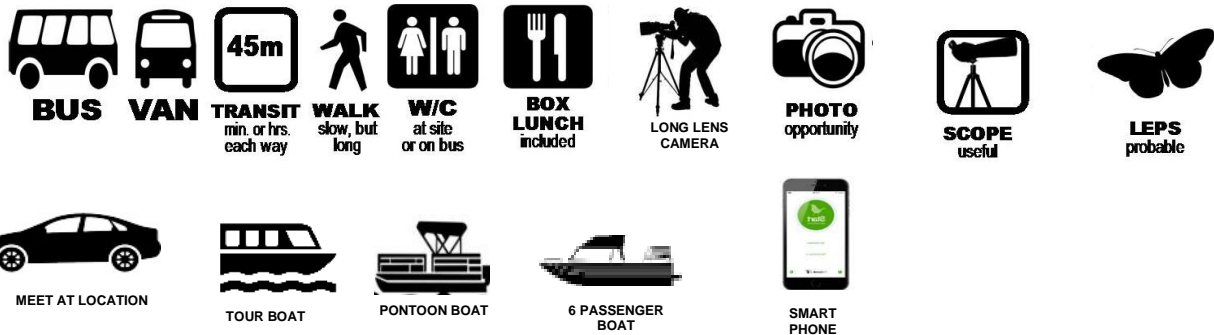 BUS
VAN
45m
TRANSIT
min. or hrs.
each way
WALK
slow, but
long
W/C
at site
or on bus
BOX
LUNCH
included
LONG LENS
CAMERA
PHOTO
opportunity
SCOPE
useful
LEPS
probable
MEET AT LOCATION
TOUR BOAT
PONTOON BOAT
6 PASSENGER
BOAT
SMART
PHONE